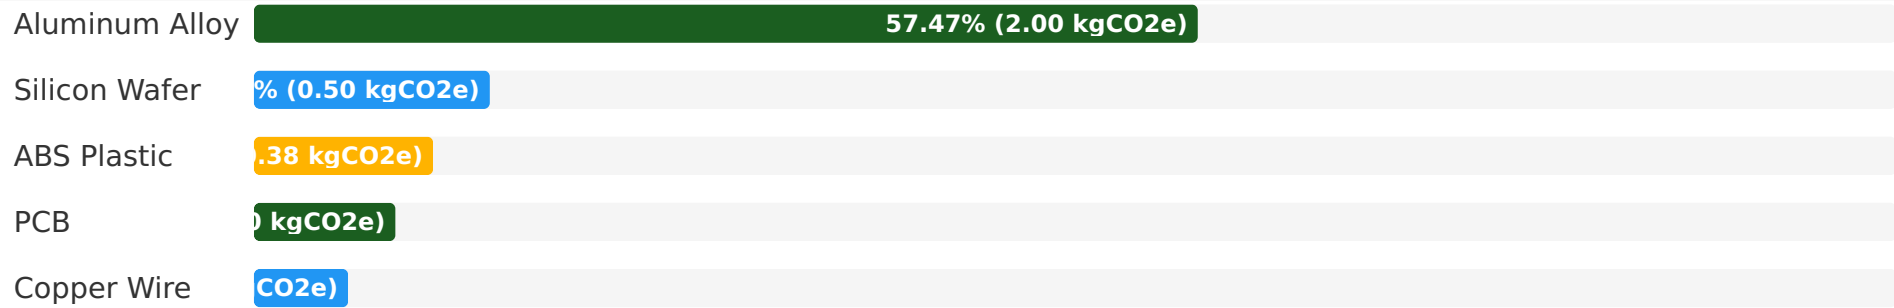 Aluminum Alloy 57.47% (2.00 kgCO2e)
Silicon Wafer % (0.50 kgCO2e)
ABS Plastic .38 kgCO2e)
PCB kgCO2e)
Copper Wire CO2e)